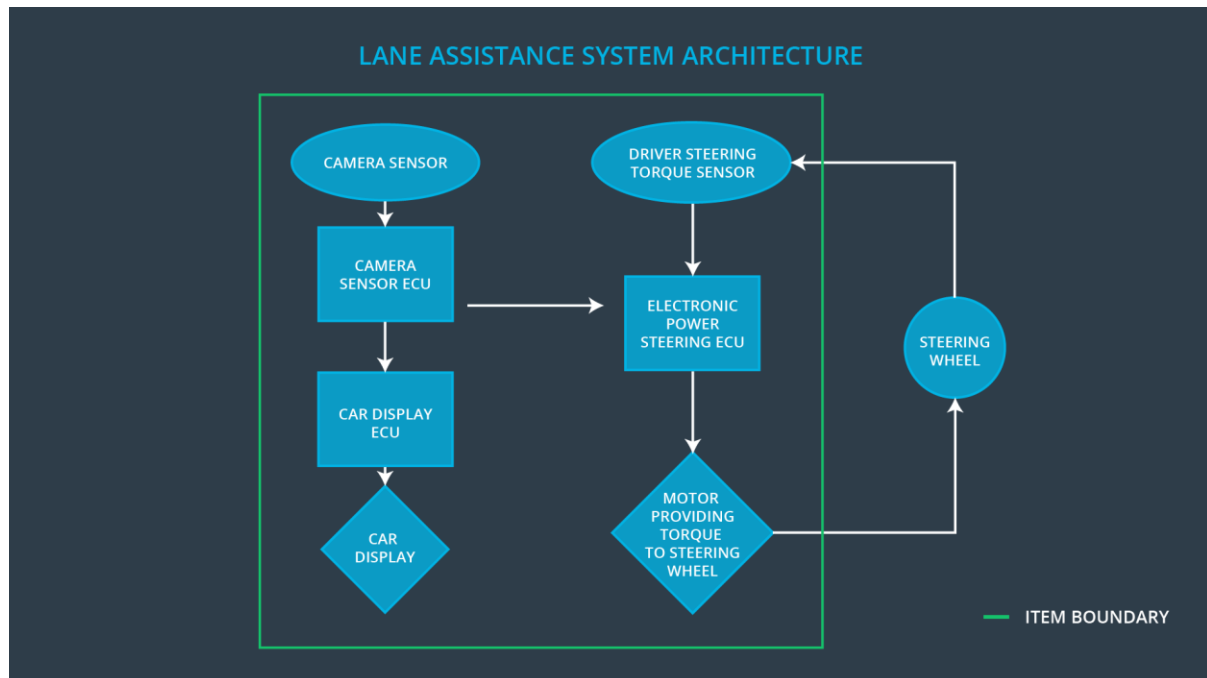 LANE ASSISTANCE SYSTEM ARCHITECTURE
CAMERA SENSOR
CAMERA
SENSOR ECU
CAR DISPLAY
ECU
CAR
DISPLAY
DRIVER STEERING
TORQUE SENSOR
ELECTRONIC
POWER
STEERING ECU
MOTOR
PROVIDING
TORQUE
TO STEERING
WHEEL
STEERING
WHEEL
ITEM BOUNDARY